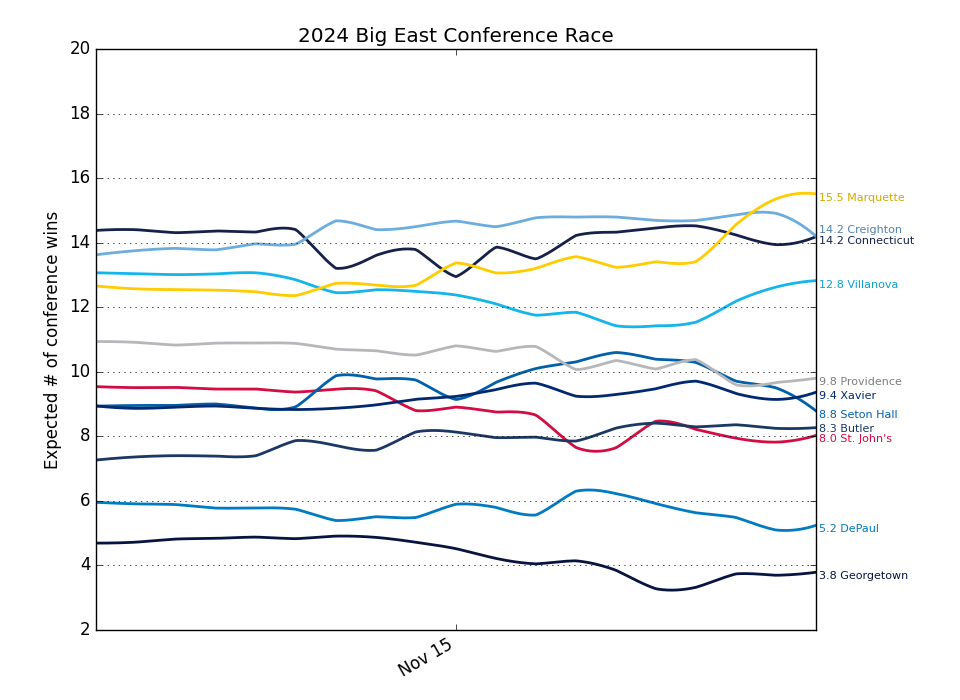 2024 Big East Conference Race
Expected # of conference wins
20
18
16
14
12
10
8
6
4
2
Nov 15
15.5 Marquette
14.2 Creighton
14.2 Connecticut
12.8 Villanova
9.8 Providence
9.4 Xavier
8.8 Seton Hall
8.3 Butler
8.0 St. John's
5.2 DePaul
3.8 Georgetown